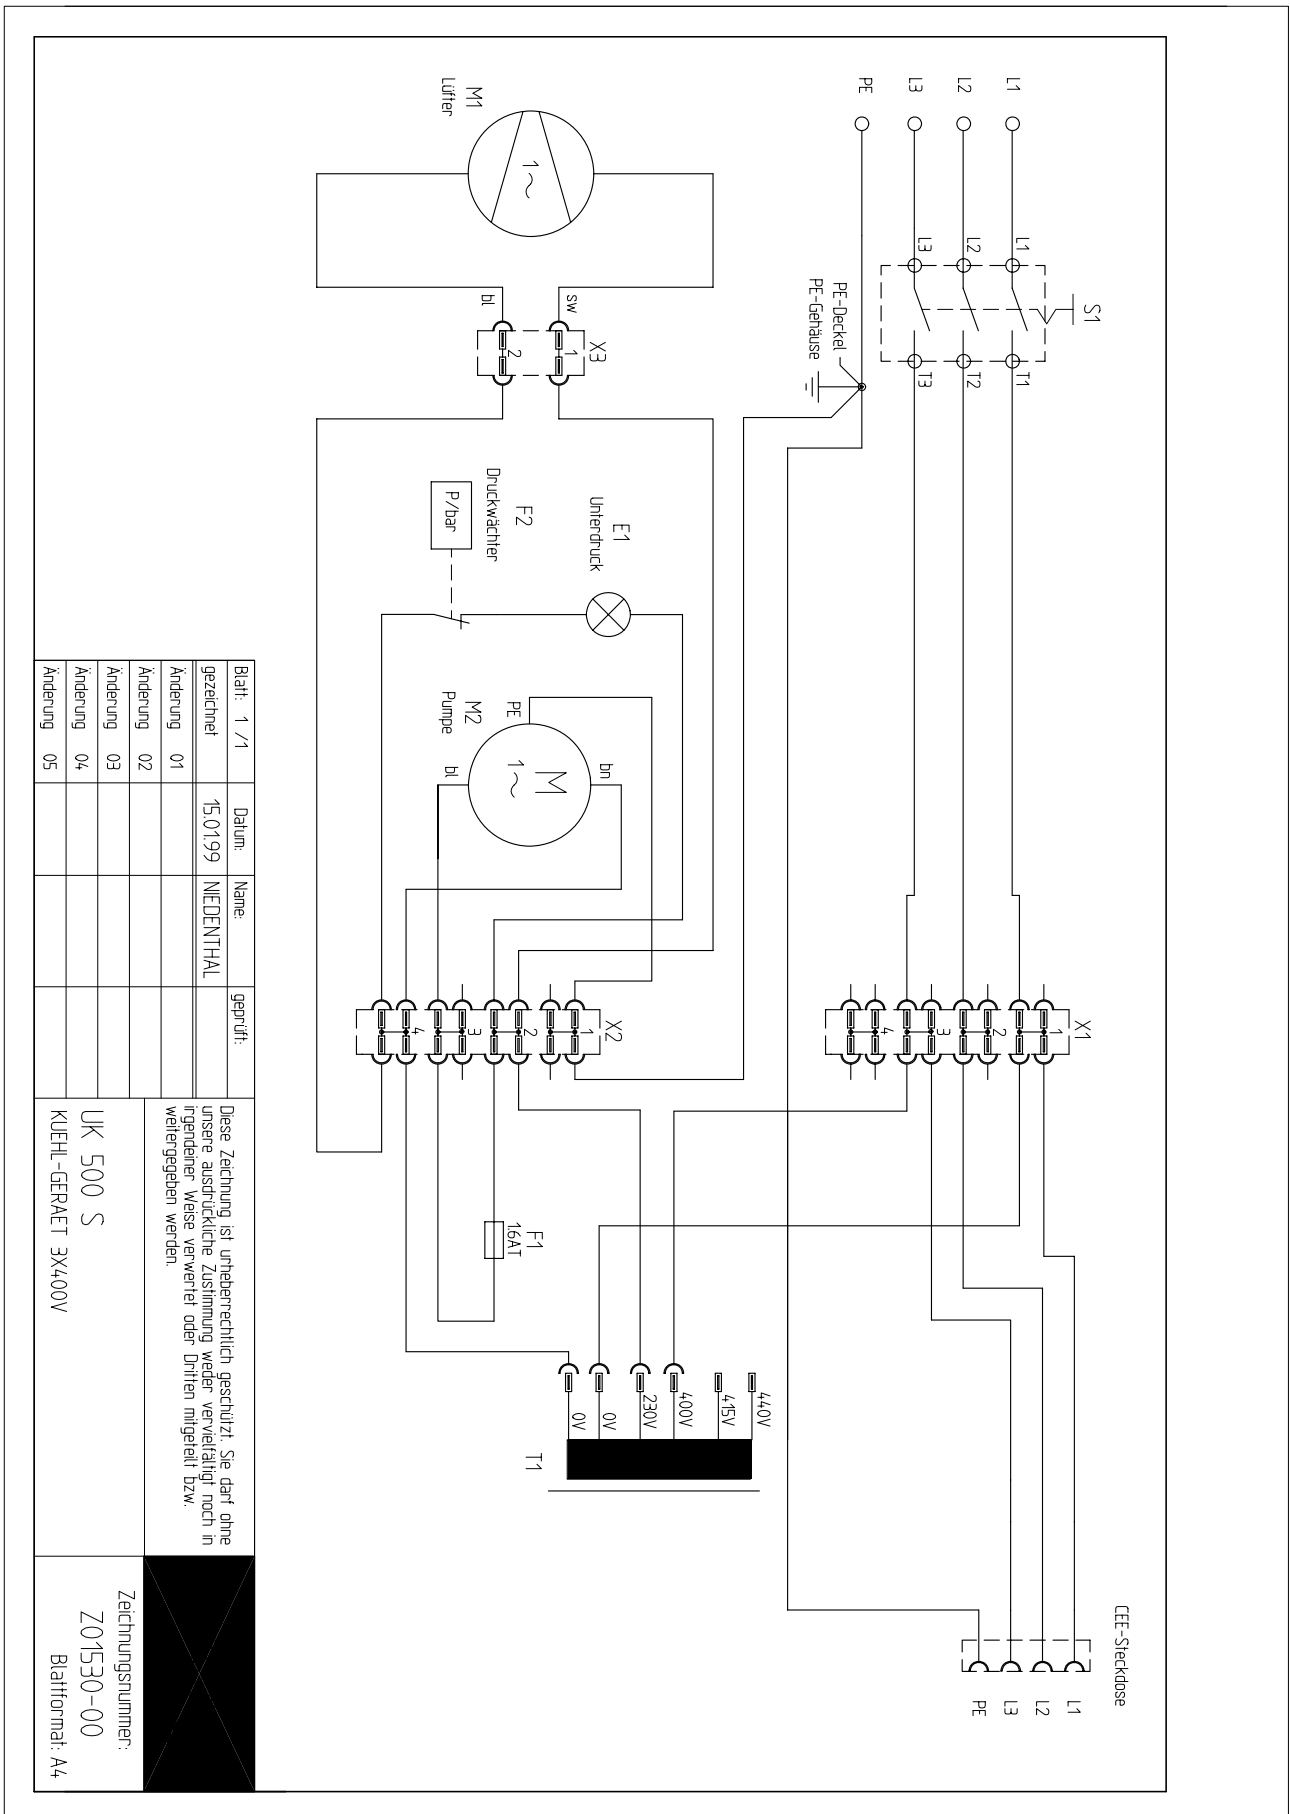 L1
L2
L3
PE
L1
L2
L3
S1
T1
T2
T3
PE-Deckel
PE-Gehäuse
X1
1
2
3
4
CEE-Steckdose
L1
L2
L3
PE
M1
Lüfter
1~
sw
bl
X3
1
2
E1
Unterdruck
F2
Druckwächter
P/bar
M2
Pumpe
PE
M
1~
bn
bl
X2
1
2
3
4
F1
1.6AT
440V
415V
400V
230V
0V
0V
T1
Blatt: 1 /1
Datum:
Name:
geprüft:
gezeichnet
15.01.99
NIEDENTHAL
Änderung 01
Änderung 02
Änderung 03
Änderung 04
Änderung 05
Diese Zeichnung ist urheberrechtlich geschützt. Sie darf ohne
unsere ausdrückliche Zustimmung weder vervielfältigt noch in
irgendeiner Weise verwertet oder Dritten mitgeteilt bzw.
weitergegeben werden.
UK 500 S
KUEHL-GERAET 3X400V
Zeichnungsnummer:
Z01530-00
Blattformat: A4